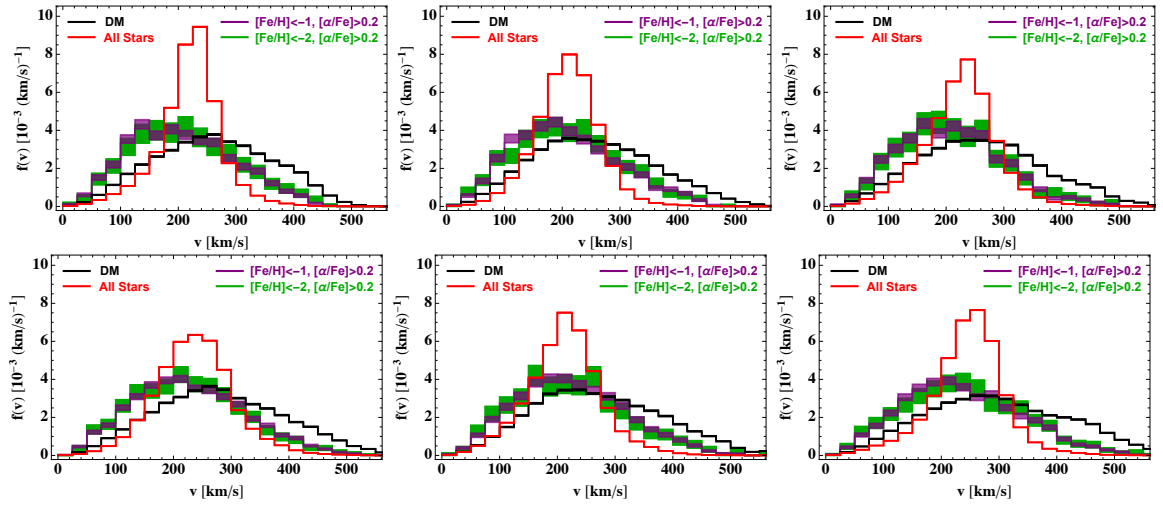 10
8
6
4
2
0
f(v) [10⁻³ (km/s)⁻¹]
DM
All Stars
[Fe/H]<-1, [α/Fe]>0.2
[Fe/H]<-2, [α/Fe]>0.2
0 100 200 300 400 500
v [km/s]
10
8
6
4
2
0
f(v) [10⁻³ (km/s)⁻¹]
DM
All Stars
[Fe/H]<-1, [α/Fe]>0.2
[Fe/H]<-2, [α/Fe]>0.2
0 100 200 300 400 500
v [km/s]
10
8
6
4
2
0
f(v) [10⁻³ (km/s)⁻¹]
DM
All Stars
[Fe/H]<-1, [α/Fe]>0.2
[Fe/H]<-2, [α/Fe]>0.2
0 100 200 300 400 500
v [km/s]
10
8
6
4
2
0
f(v) [10⁻³ (km/s)⁻¹]
DM
All Stars
[Fe/H]<-1, [α/Fe]>0.2
[Fe/H]<-2, [α/Fe]>0.2
0 100 200 300 400 500
v [km/s]
10
8
6
4
2
0
f(v) [10⁻³ (km/s)⁻¹]
DM
All Stars
[Fe/H]<-1, [α/Fe]>0.2
[Fe/H]<-2, [α/Fe]>0.2
0 100 200 300 400 500
v [km/s]
10
8
6
4
2
0
f(v) [10⁻³ (km/s)⁻¹]
DM
All Stars
[Fe/H]<-1, [α/Fe]>0.2
[Fe/H]<-2, [α/Fe]>0.2
0 100 200 300 400 500
v [km/s]